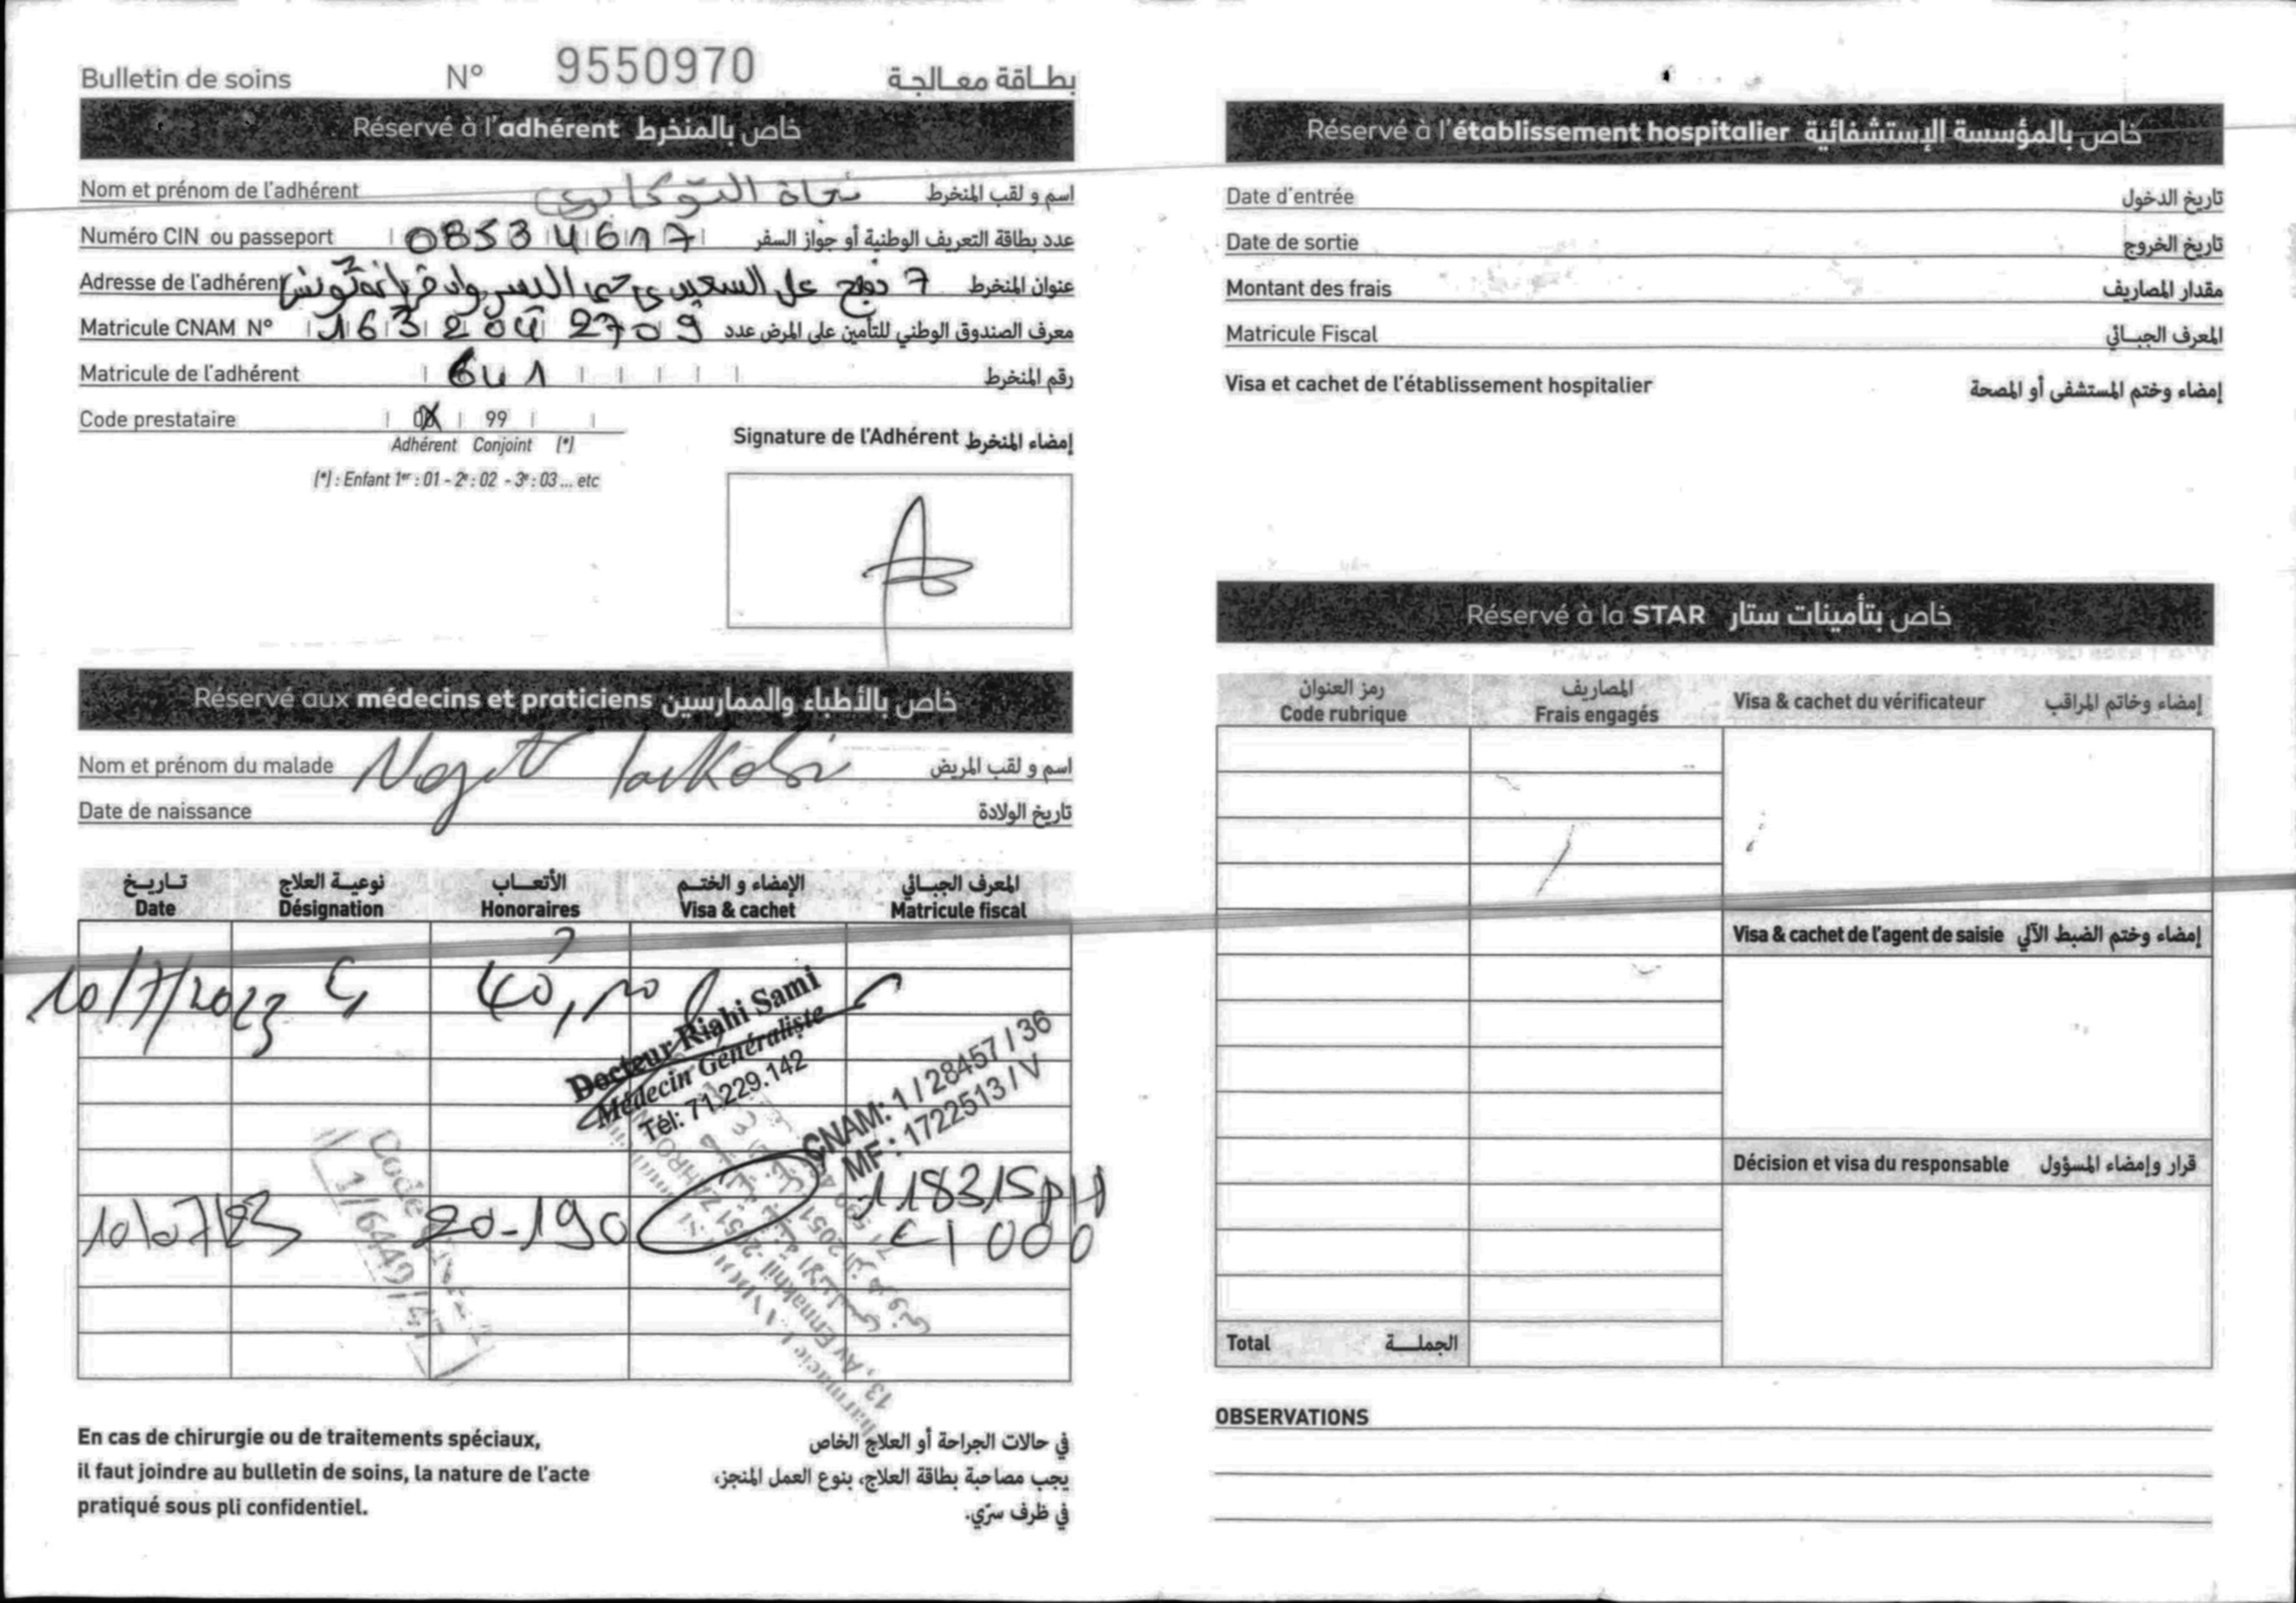 Bulletin de soins N° 9550970 بطاقة معالجة
Réservé à l'adhérent خاص بالمنخرط
Nom et prénom de l'adhérent نجاة التوكابري اسم و لقب المنخرط
Numéro CIN ou passeport 08534617 عدد بطاقة التعريف الوطنية أو جواز السفر
Adresse de l'adhérent 7 نهج علي السعيدي حي اليسر تونس عنوان المنخرط
Matricule CNAM N° 163204 2709 معرف الصندوق الوطني للتأمين على المرض عدد
Matricule de l'adhérent 641 رقم المنخرط
Code prestataire 99
Adhérent Conjoint (*)
(*) : Enfant 1er : 01 - 2e : 02 - 3e : 03 ... etc
Signature de l'Adhérent إمضاء المنخرط
Réservé aux médecins et praticiens خاص بالأطباء والممارسين
Nom et prénom du malade Nejet اسم و لقب المريض
Date de naissance تاريخ الولادة
تاريخ نوعية العلاج الأتعاب الإمضاء و الختم المعرف الجبائي
Date Désignation Honoraires Visa & cachet Matricule fiscal
10/7/2023 40,
Docteur Riahi Sami
Médecin Généraliste
Tél: 71.229.142
CNAM: 1 / 28457 / 36
MF : 1722513 / V
10/07/23 20-190 118315PH
000
Code
1/6449/47
13, Av Ennakhil
En cas de chirurgie ou de traitements spéciaux,
il faut joindre au bulletin de soins, la nature de l'acte
pratiqué sous pli confidentiel.
في حالات الجراحة أو العلاج الخاص
يجب مصاحبة بطاقة العلاج، بنوع العمل المنجز،
في ظرف سرّي.
Réservé à l'établissement hospitalier خاص بالمؤسسة الإستشفائية
Date d'entrée تاريخ الدخول
Date de sortie تاريخ الخروج
Montant des frais مقدار المصاريف
Matricule Fiscal المعرف الجبائي
Visa et cachet de l'établissement hospitalier إمضاء وختم المستشفى أو المصحة
Réservé à la STAR خاص بتأمينات ستار
رمز العنوان المصاريف
Code rubrique Frais engagés Visa & cachet du vérificateur إمضاء وخاتم المراقب
Visa & cachet de l'agent de saisie إمضاء وختم الضبط الآلي
Décision et visa du responsable قرار وإمضاء المسؤول
Total الجملة
OBSERVATIONS